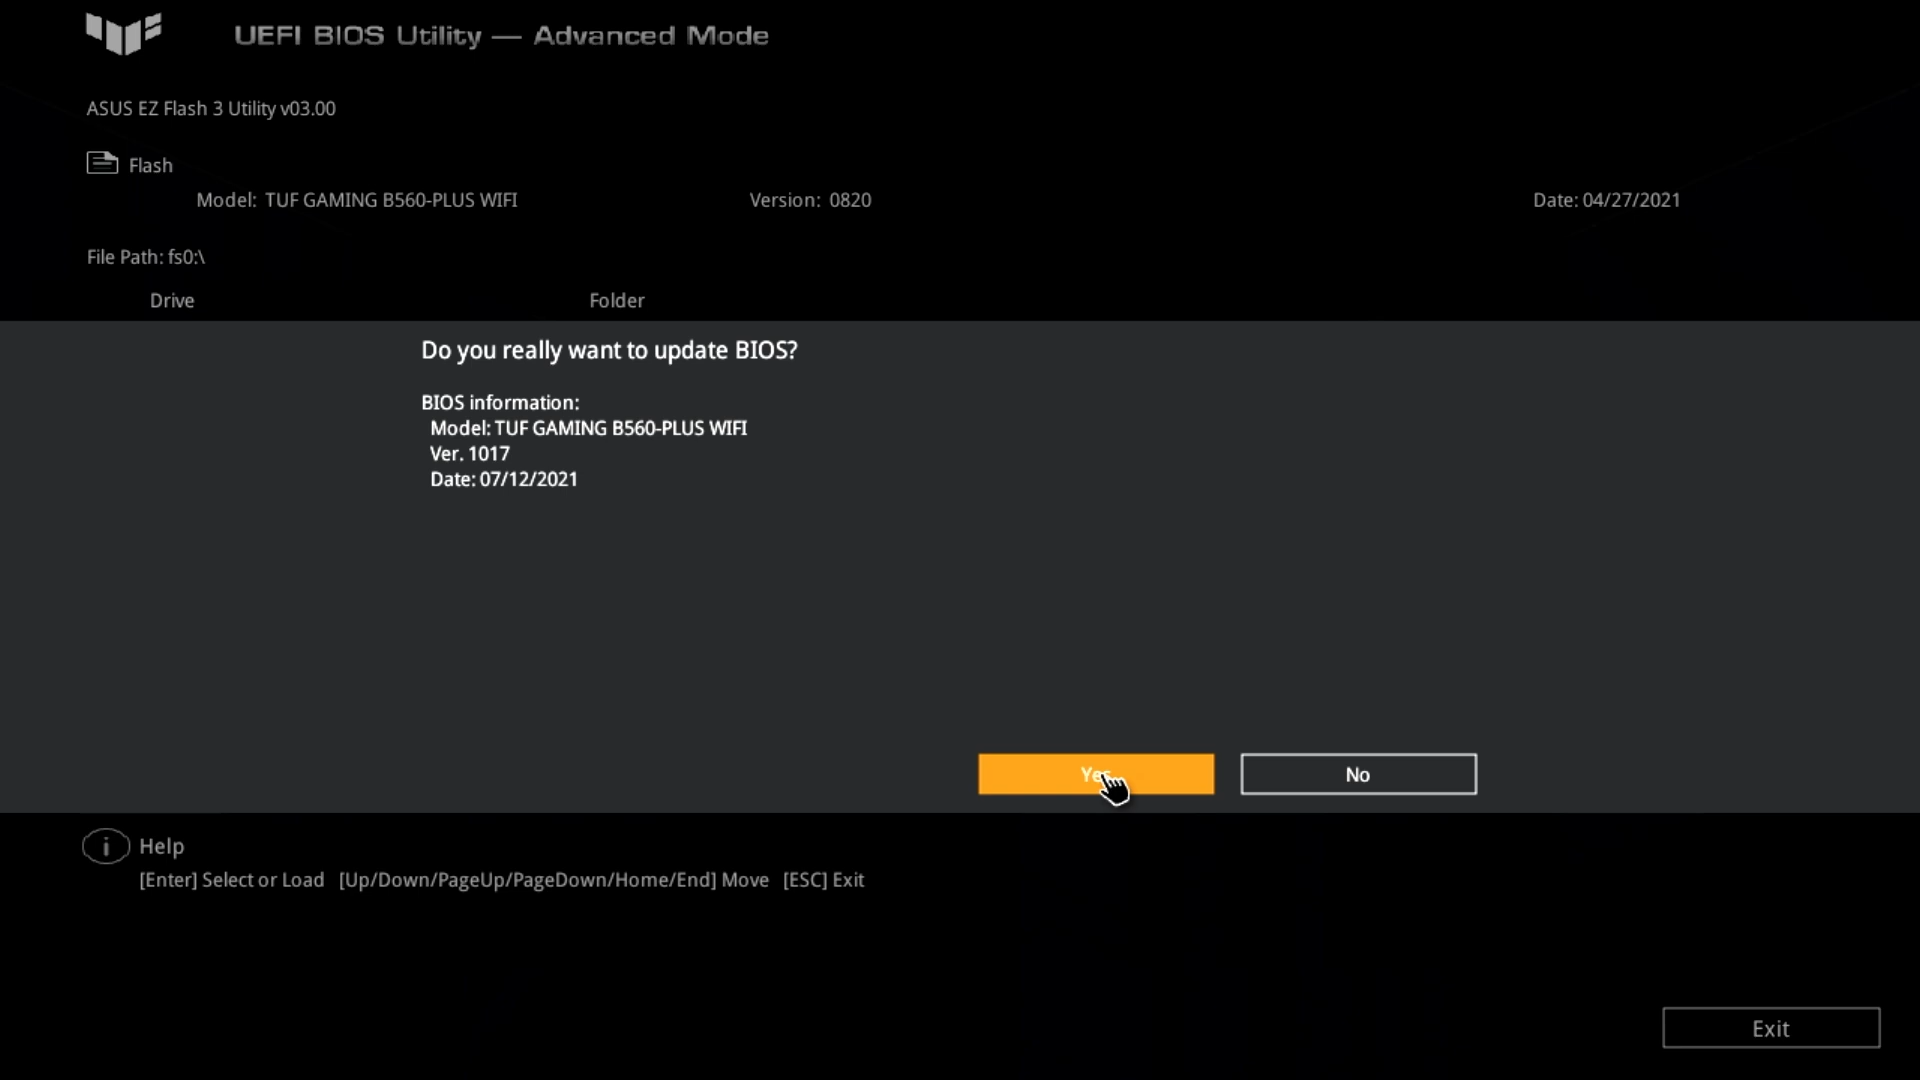 UEFI BIOS Utility — Advanced Mode
ASUS EZ Flash 3 Utility v03.00
Flash
Model: TUF GAMING B560-PLUS WIFI Version: 0820 Date: 04/27/2021
File Path: fs0:\
Drive Folder
Do you really want to update BIOS?
BIOS information:
Model: TUF GAMING B560-PLUS WIFI
Ver. 1017
Date: 07/12/2021
Yes No
Help
[Enter] Select or Load [Up/Down/PageUp/PageDown/Home/End] Move [ESC] Exit
Exit